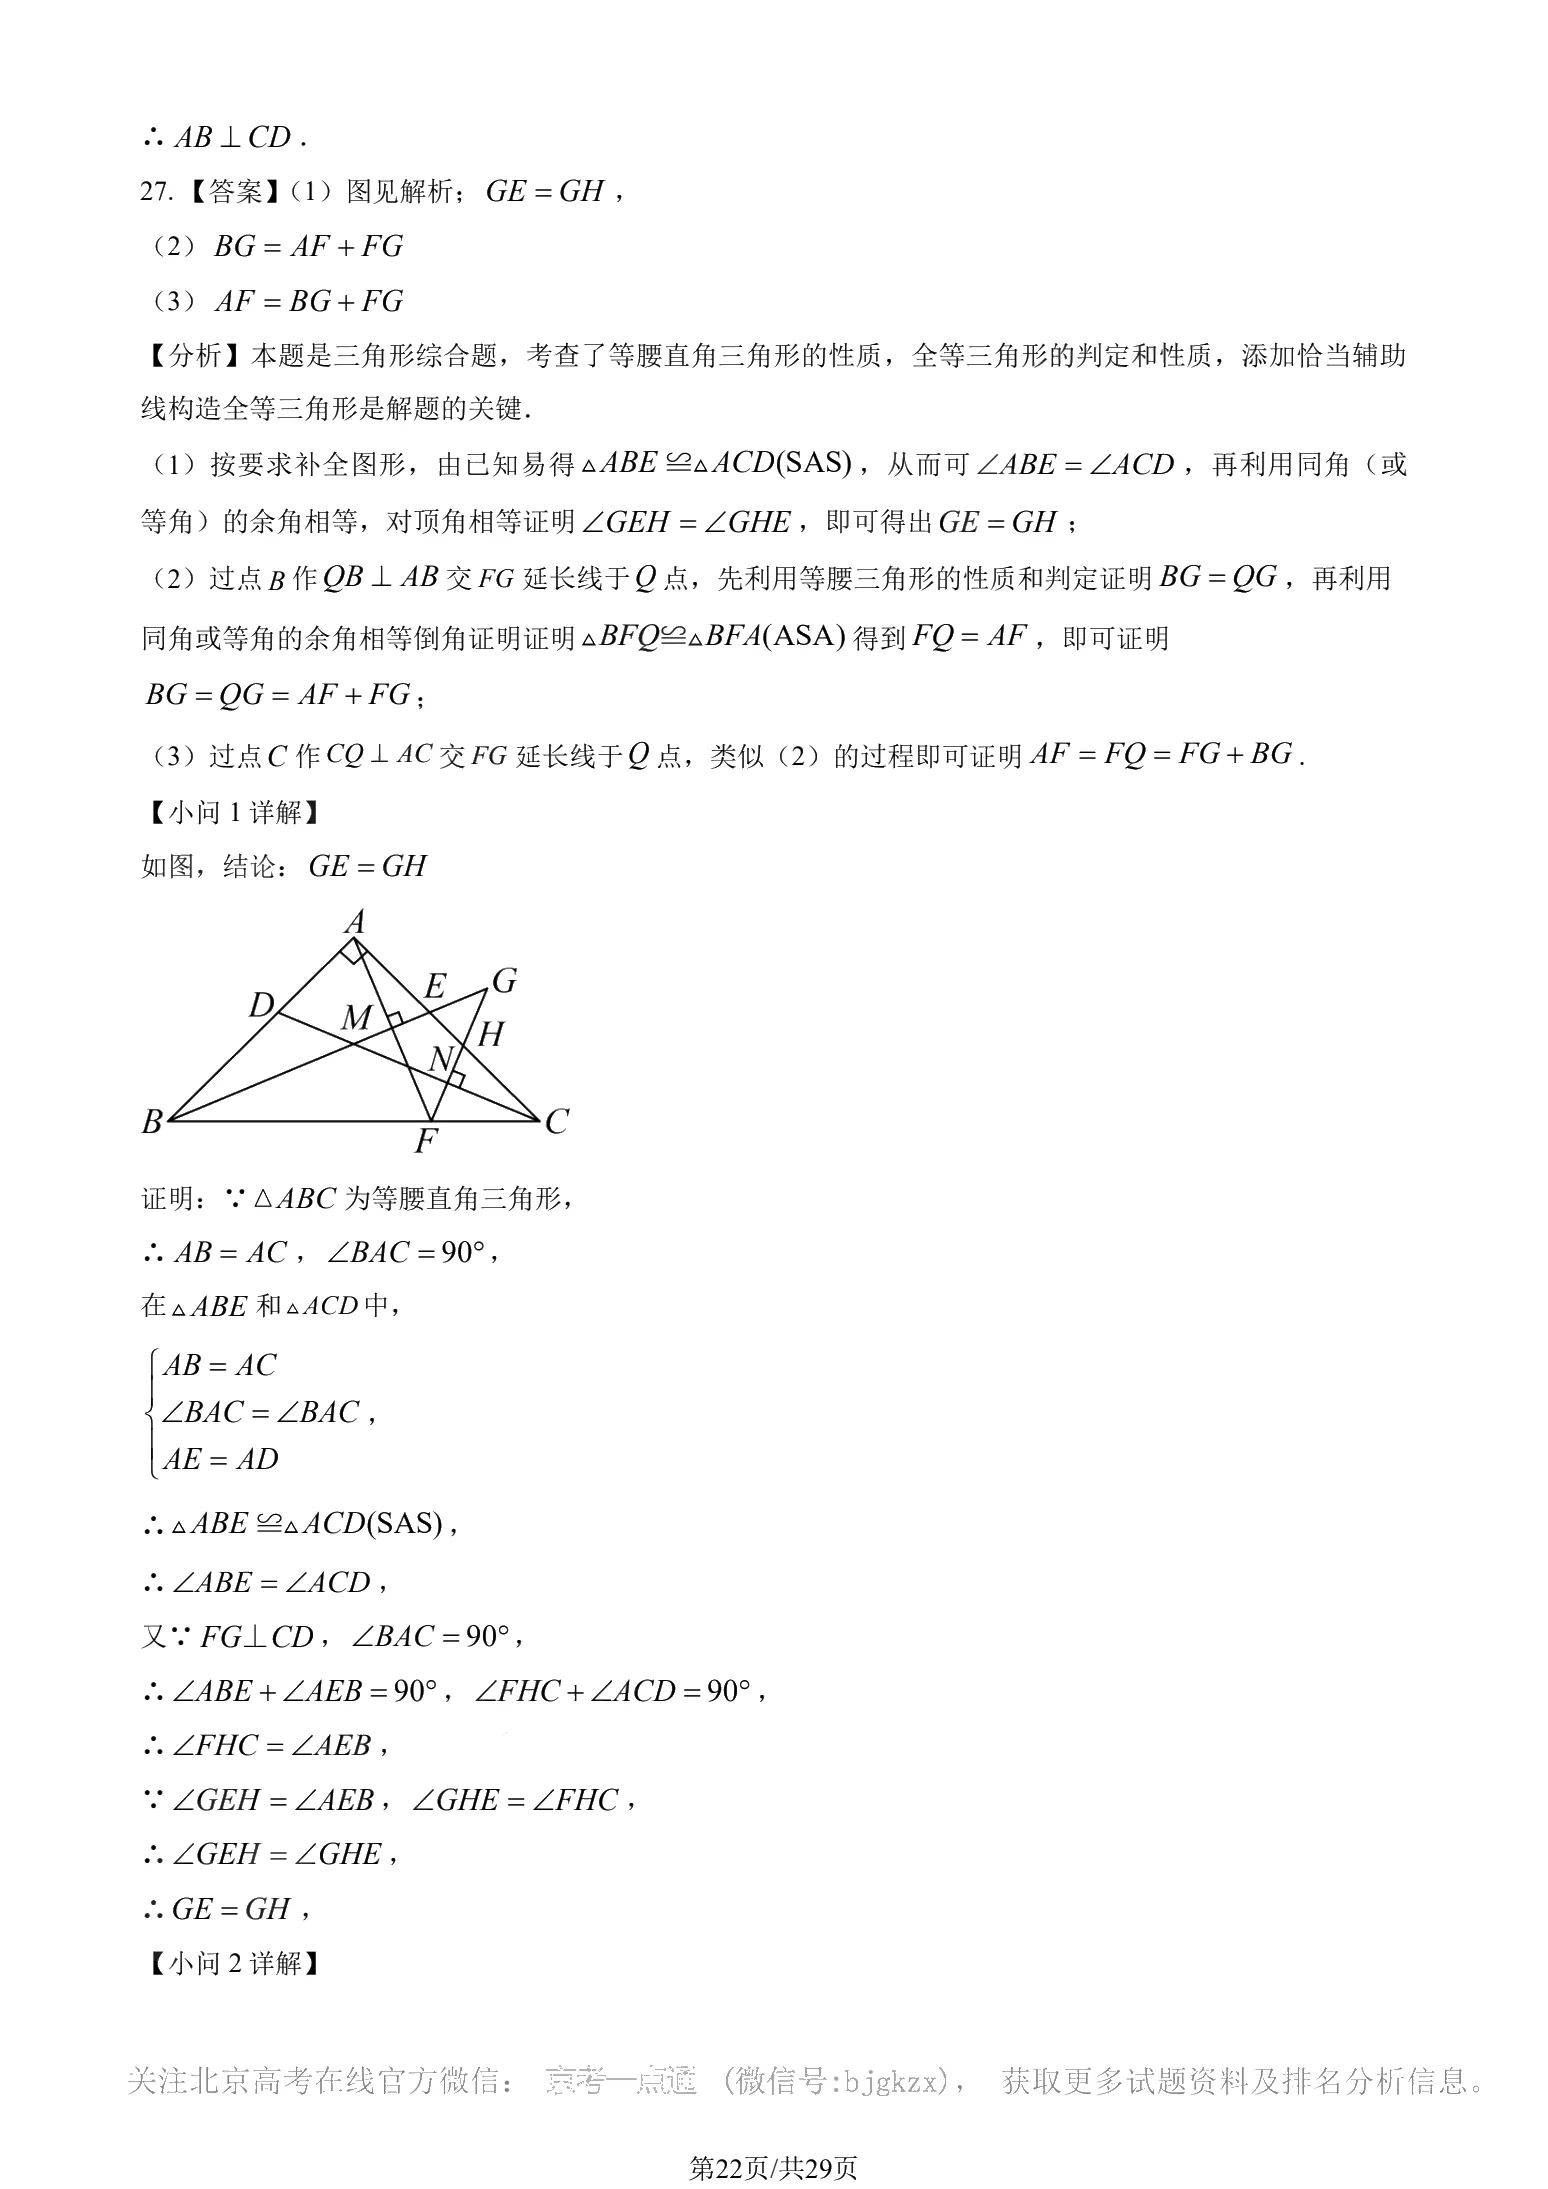 ∴ AB ⊥ CD .
27. 【答案】(1) 图见解析; GE = GH ,
(2) BG = AF + FG
(3) AF = BG + FG
【分析】本题是三角形综合题，考查了等腰直角三角形的性质，全等三角形的判定和性质，添加恰当辅助
线构造全等三角形是解题的关键.
(1) 按要求补全图形，由已知易得 △ABE ≌ △ACD(SAS) ，从而可 ∠ABE = ∠ACD ，再利用同角（或
等角）的余角相等，对顶角相等证明 ∠GEH = ∠GHE ，即可得出 GE = GH ；
(2) 过点 B 作 QB ⊥ AB 交 FG 延长线于 Q 点，先利用等腰三角形的性质和判定证明 BG = QG ，再利用
同角或等角的余角相等倒角证明证明 △BFQ ≌ △BFA(ASA) 得到 FQ = AF ，即可证明
BG = QG = AF + FG ；
(3) 过点 C 作 CQ ⊥ AC 交 FG 延长线于 Q 点，类似（2）的过程即可证明 AF = FQ = FG + BG .
【小问 1 详解】
如图，结论： GE = GH
A
G
E
D
M
H
N
B
C
F
证明：∵ △ABC 为等腰直角三角形，
∴ AB = AC ， ∠BAC = 90° ，
在 △ABE 和 △ACD 中，
AB = AC
∠BAC = ∠BAC ，
AE = AD
∴ △ABE ≌ △ACD(SAS) ，
∴ ∠ABE = ∠ACD ，
又∵ FG⊥CD ， ∠BAC = 90° ，
∴ ∠ABE + ∠AEB = 90° ， ∠FHC + ∠ACD = 90° ，
∴ ∠FHC = ∠AEB ，
∵ ∠GEH = ∠AEB ， ∠GHE = ∠FHC ，
∴ ∠GEH = ∠GHE ，
∴ GE = GH ，
【小问 2 详解】
关注北京高考在线官方微信： 京考一点通 (微信号:bjgkzx)， 获取更多试题资料及排名分析信息。
第22页/共29页